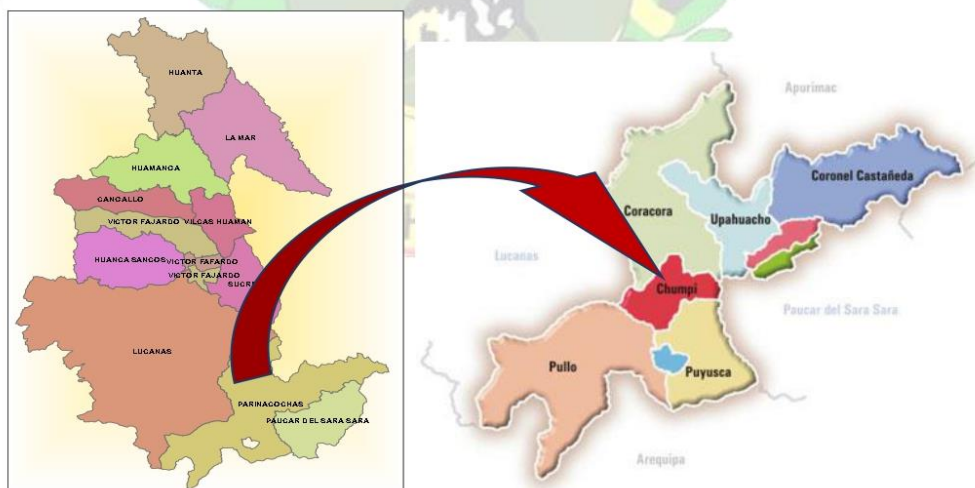 HUANTA
LA MAR
HUAMANGA
CANGALLO
VICTOR FAJARDO
VILCAS HUAMAN
HUANCA SANCOS
VICTOR FAFARDO
VICTOR FAJARDO
SUCRE
LUCANAS
PARINACOCHAS
PAUCAR DEL SARA SARA
Apurimac
Coronel Castañeda
Coracora
Upahuacho
Lucanas
Chumpi
Paucar del Sara Sara
Pullo
Puyusca
Arequipa